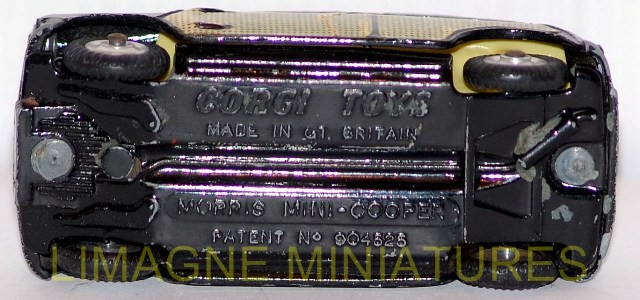 CORGI TOYS
MADE IN GT. BRITAIN
MORRIS MINI-COOPER
PATENT No 904525
LIMAGNE MINIATURES